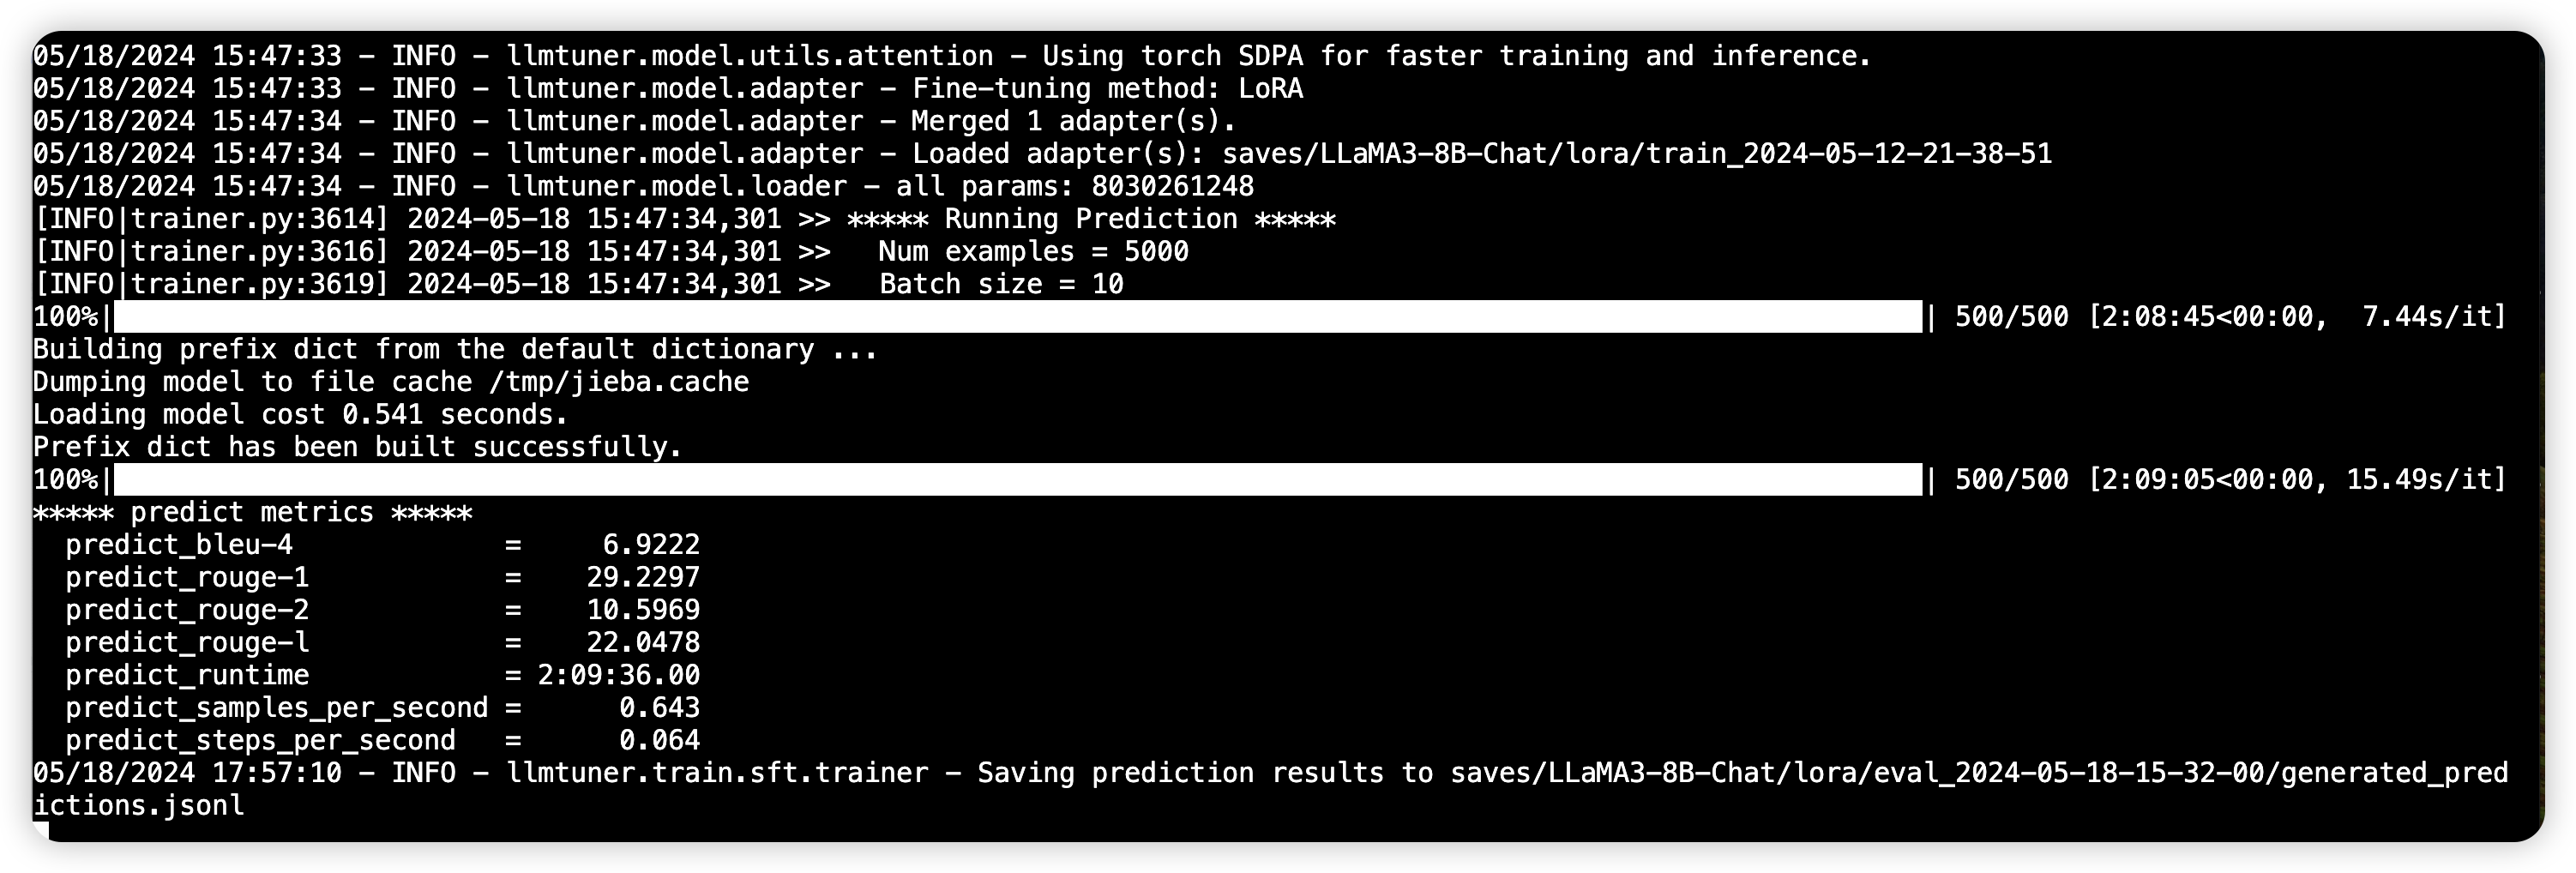 05/18/2024 15:47:33 - INFO - llmtuner.model.utils.attention - Using torch SDPA for faster training and inference.
05/18/2024 15:47:33 - INFO - llmtuner.model.adapter - Fine-tuning method: LoRA
05/18/2024 15:47:34 - INFO - llmtuner.model.adapter - Merged 1 adapter(s).
05/18/2024 15:47:34 - INFO - llmtuner.model.adapter - Loaded adapter(s): saves/LLaMA3-8B-Chat/lora/train_2024-05-12-21-38-51
05/18/2024 15:47:34 - INFO - llmtuner.model.loader - all params: 8030261248
[INFO|trainer.py:3614] 2024-05-18 15:47:34,301 >> ***** Running Prediction *****
[INFO|trainer.py:3616] 2024-05-18 15:47:34,301 >>   Num examples = 5000
[INFO|trainer.py:3619] 2024-05-18 15:47:34,301 >>   Batch size = 10
100%| | 500/500 [2:08:45<00:00,  7.44s/it]
Building prefix dict from the default dictionary ...
Dumping model to file cache /tmp/jieba.cache
Loading model cost 0.541 seconds.
Prefix dict has been built successfully.
100%| | 500/500 [2:09:05<00:00, 15.49s/it]
***** predict metrics *****
  predict_bleu-4             =     6.9222
  predict_rouge-1            =    29.2297
  predict_rouge-2            =    10.5969
  predict_rouge-l            =    22.0478
  predict_runtime            = 2:09:36.00
  predict_samples_per_second =      0.643
  predict_steps_per_second   =      0.064
05/18/2024 17:57:10 - INFO - llmtuner.train.sft.trainer - Saving prediction results to saves/LLaMA3-8B-Chat/lora/eval_2024-05-18-15-32-00/generated_pred
ictions.jsonl